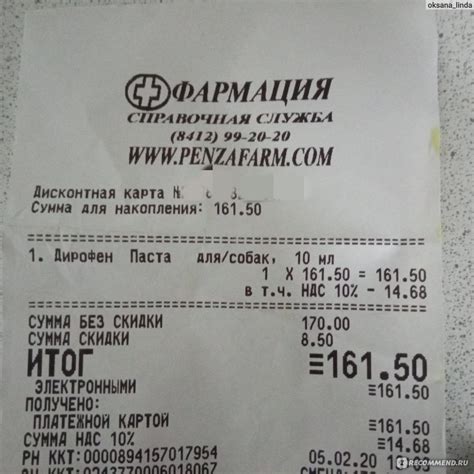 oksana_linda
ФАРМАЦИЯ
СПРАВОЧНАЯ СЛУЖБА
(8412) 99-20-20
WWW.PENZAFARM.COM
Дисконтная карта №
Сумма для накопления: 161.50
1. Дирофен Паста для/собак, 10 мл
1 X 161.50 = 161.50
в т.ч. НДС 10% - 14.68
СУММА БЕЗ СКИДКИ 170.00
СУММА СКИДКИ 8.50
ИТОГ ≡161.50
ЭЛЕКТРОННЫМИ ≡161.50
ПОЛУЧЕНО:
ПЛАТЕЖНОЙ КАРТОЙ ≡161.50
СУММА НДС 10% ≡14.68
РН ККТ: 0000894157017954 05.02.20
RECOMMEND.RU